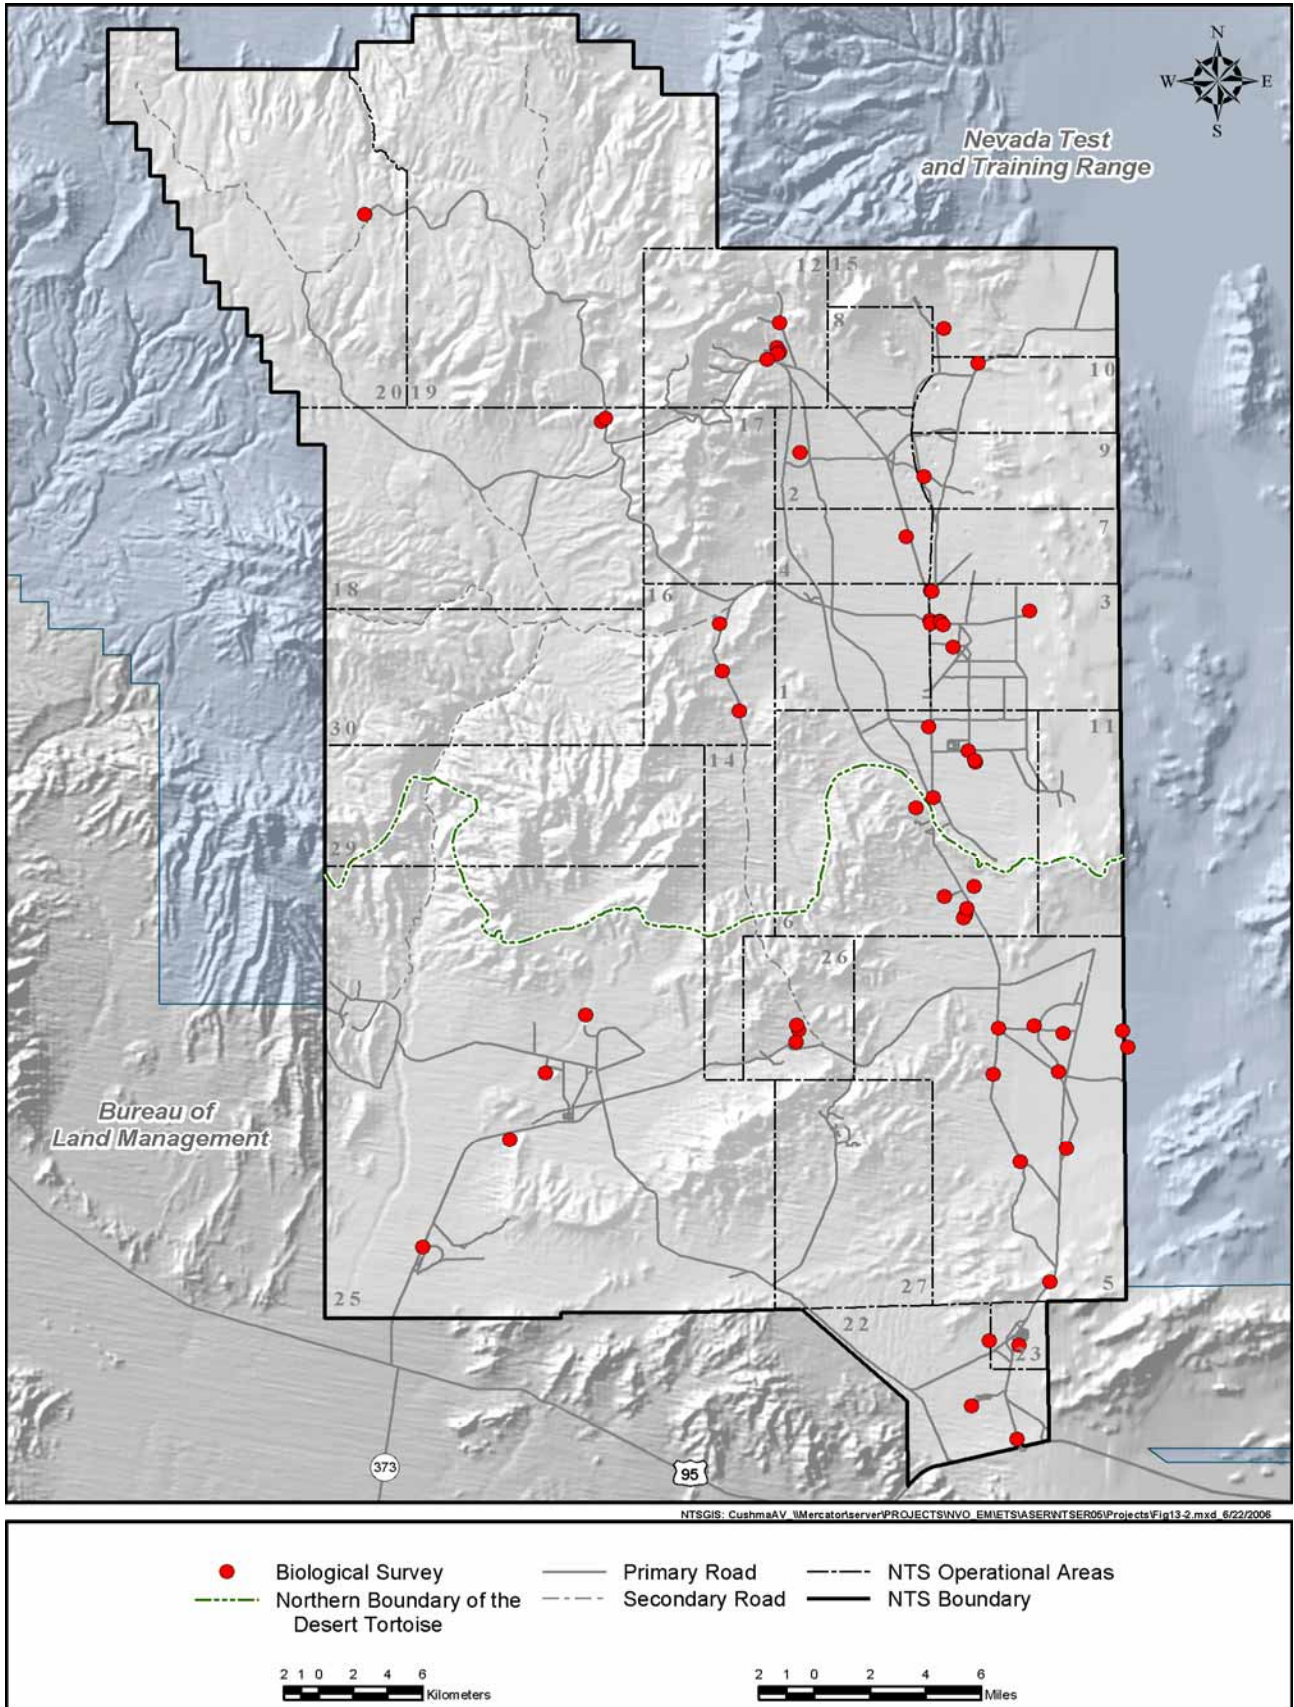 N
W E
S
Nevada Test
and Training Range
12 15
8
10
20 19
17
9
2
7
4
18
16
3
1
30
11
14
29
6
26
Bureau of
Land Management
25
27
5
22
23
373
95
NTSGIS: CushmaAV_\\Mercator\server\PROJECTS\NVO_EM\ETS\ASER\NTSER05\Projects\Fig13-2.mxd_6/22/2006
Biological Survey
Primary Road
NTS Operational Areas
Northern Boundary of the
Desert Tortoise
Secondary Road
NTS Boundary
2 1 0 2 4 6
Kilometers
2 1 0 2 4 6
Miles